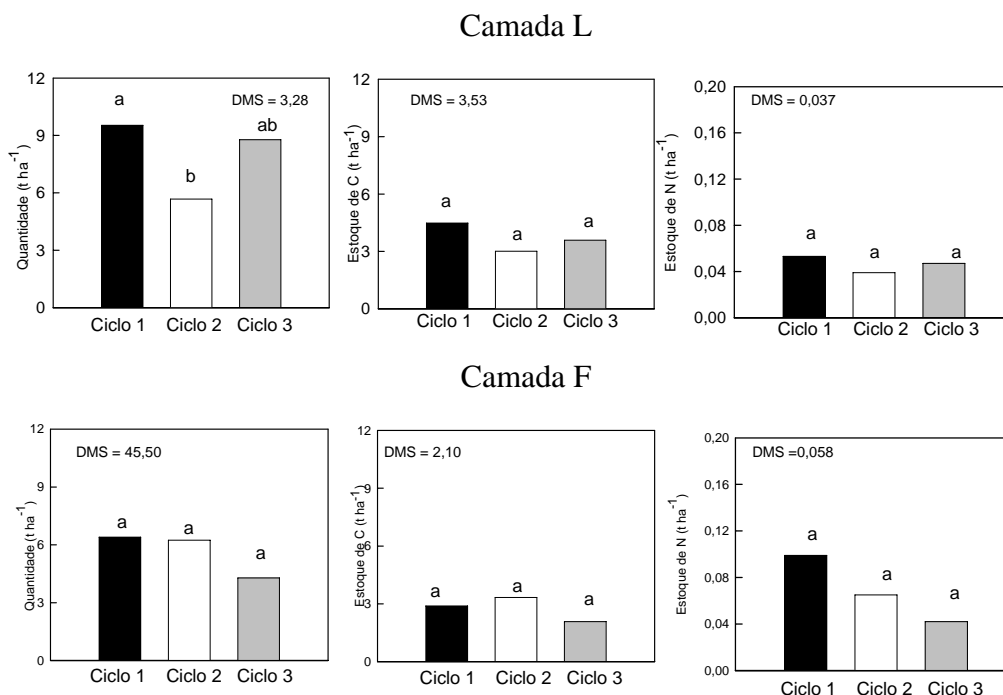 Camada L
Quantidade (t ha-1)
12
9
6
3
0
DMS = 3,28
a
b
ab
Ciclo 1 Ciclo 2 Ciclo 3
Estoque de C (t ha-1)
12
9
6
3
0
DMS = 3,53
a
a
a
Ciclo 1 Ciclo 2 Ciclo 3
Estoque de N (t ha-1)
0,20
0,16
0,12
0,08
0,04
0,00
DMS = 0,037
a
a
a
Ciclo 1 Ciclo 2 Ciclo 3
Camada F
Quantidade (t ha-1)
12
9
6
3
0
DMS = 45,50
a
a
a
Ciclo 1 Ciclo 2 Ciclo 3
Estoque de C (t ha-1)
12
9
6
3
0
DMS = 2,10
a
a
a
Ciclo 1 Ciclo 2 Ciclo 3
Estoque de N (t ha-1)
0,20
0,16
0,12
0,08
0,04
0,00
DMS =0,058
a
a
a
Ciclo 1 Ciclo 2 Ciclo 3